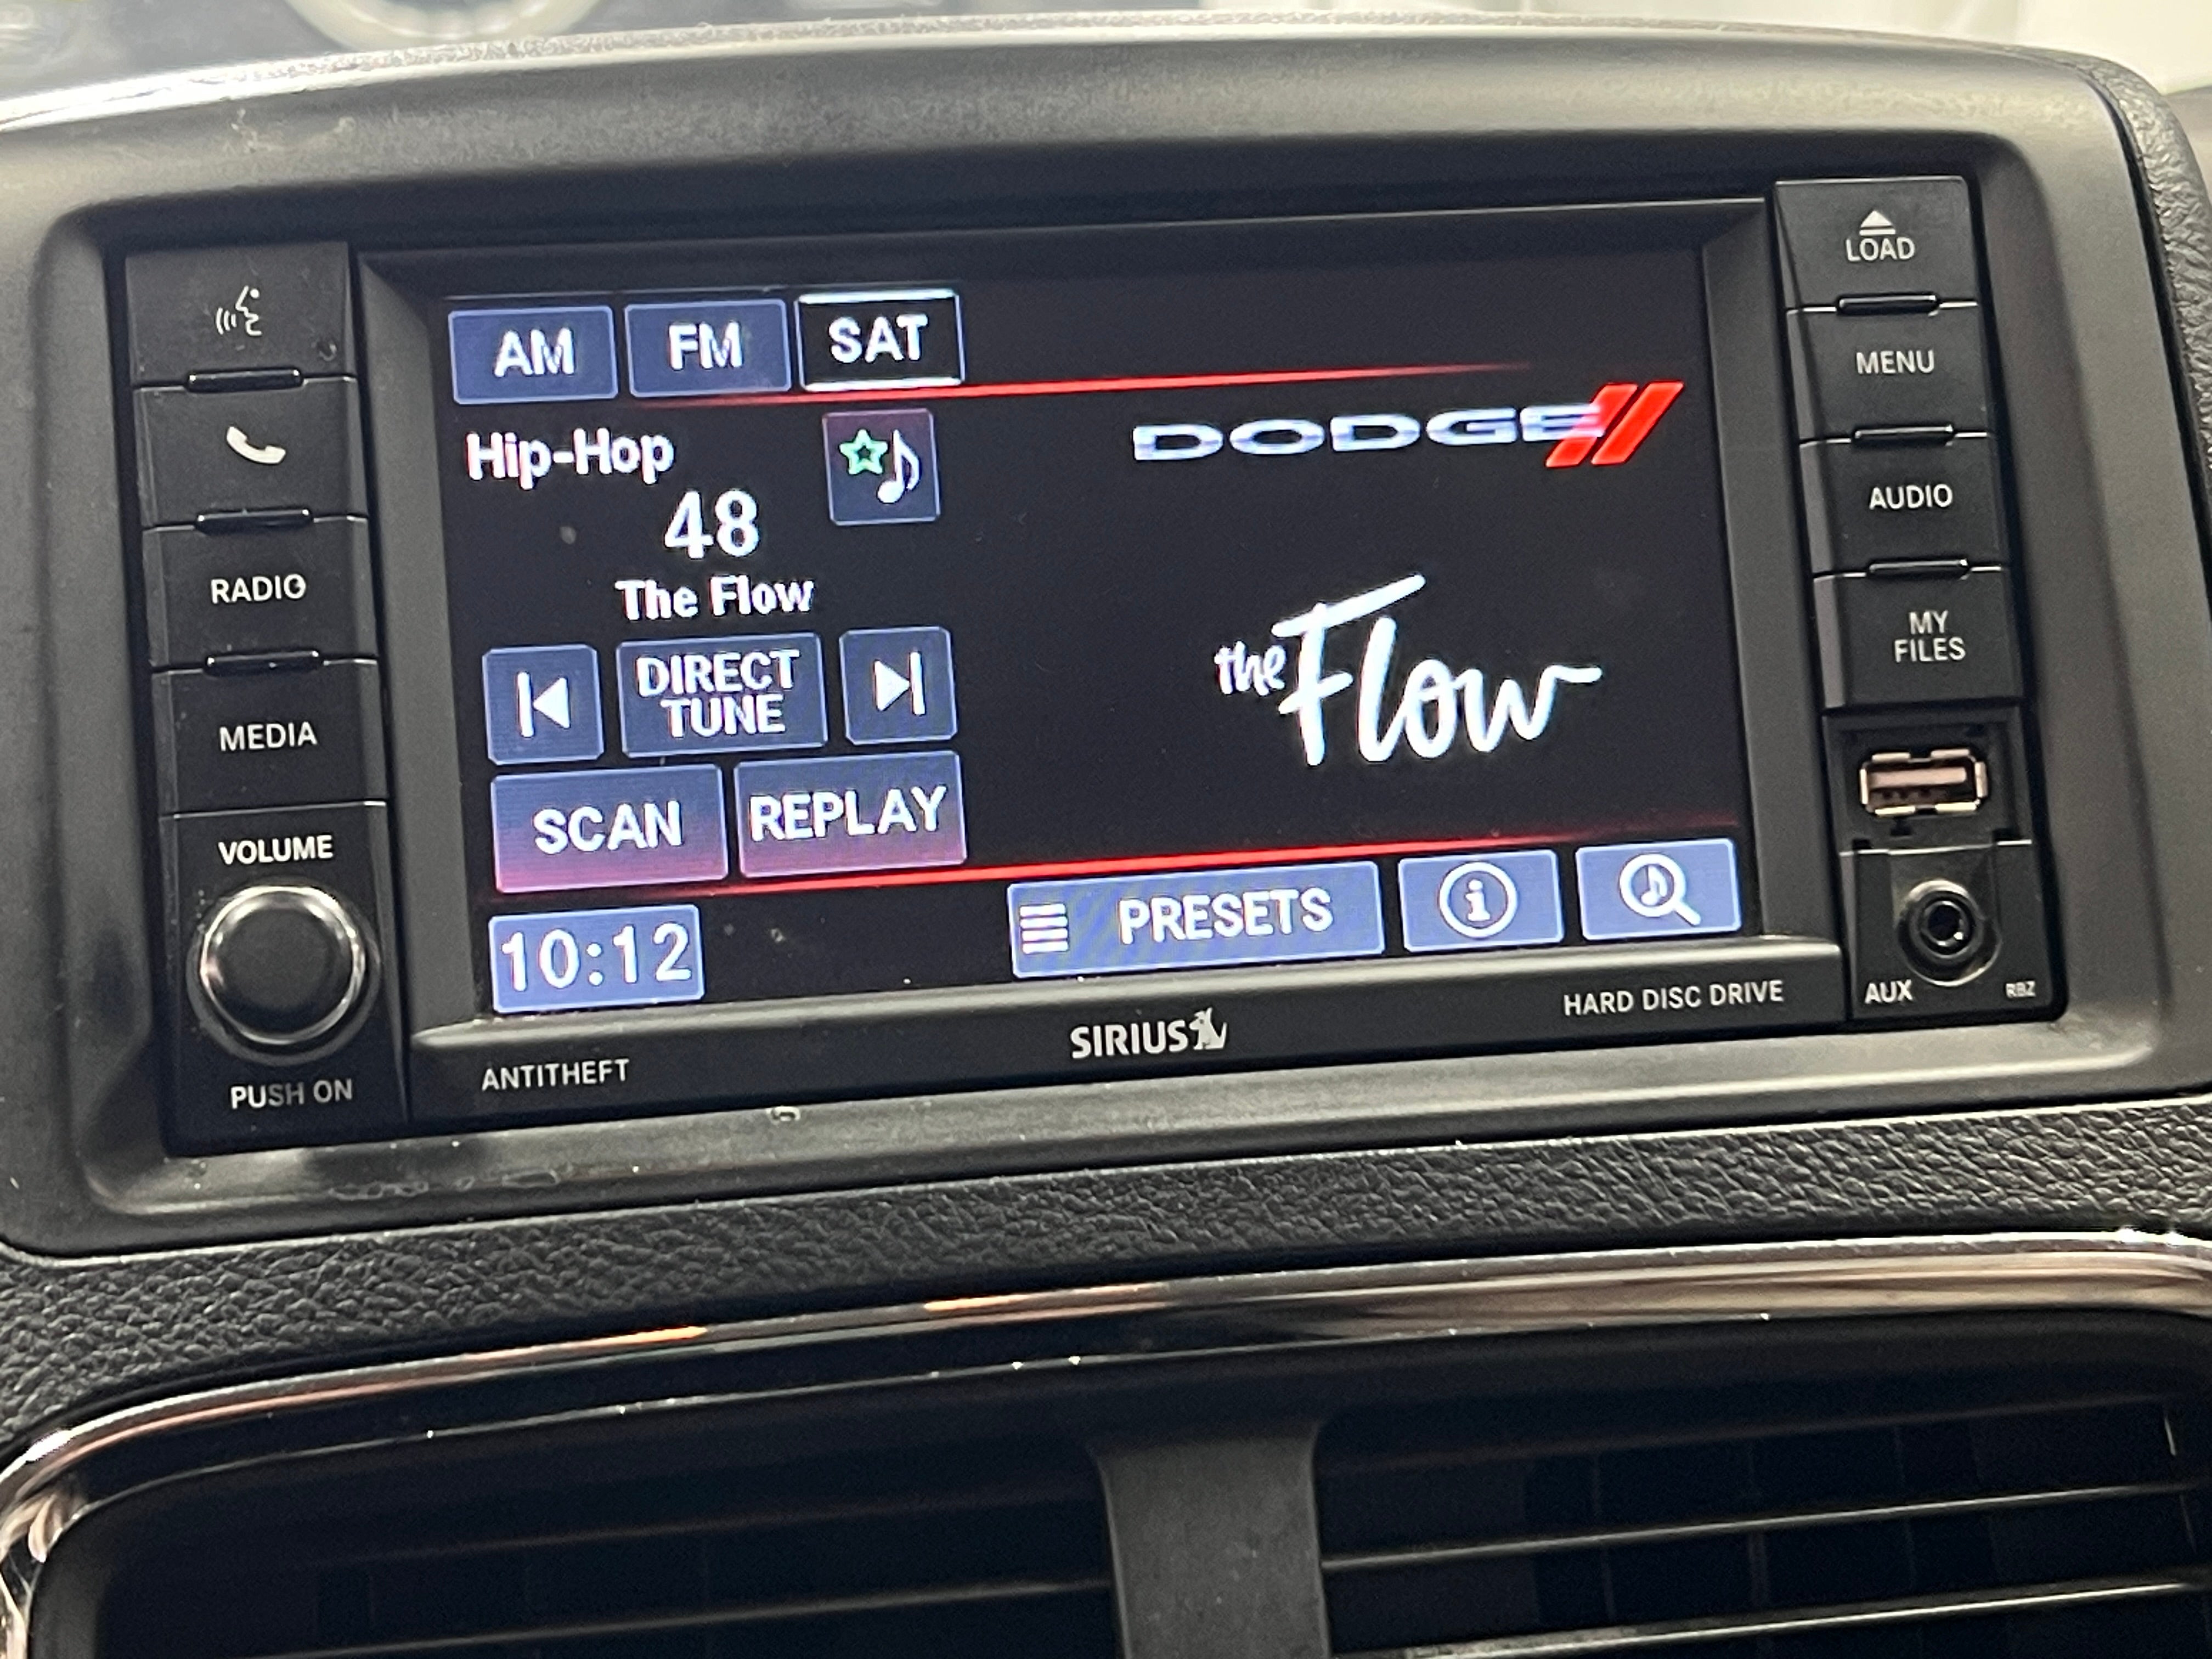 LOAD
MENU
AUDIO
MY
FILES
AUX
RBZ
RADIO
MEDIA
VOLUME
PUSH ON
AM
FM
SAT
Hip-Hop
48
The Flow
DIRECT
TUNE
SCAN
REPLAY
10:12
DODGE
the Flow
PRESETS
i
ANTITHEFT
SIRIUS
HARD DISC DRIVE